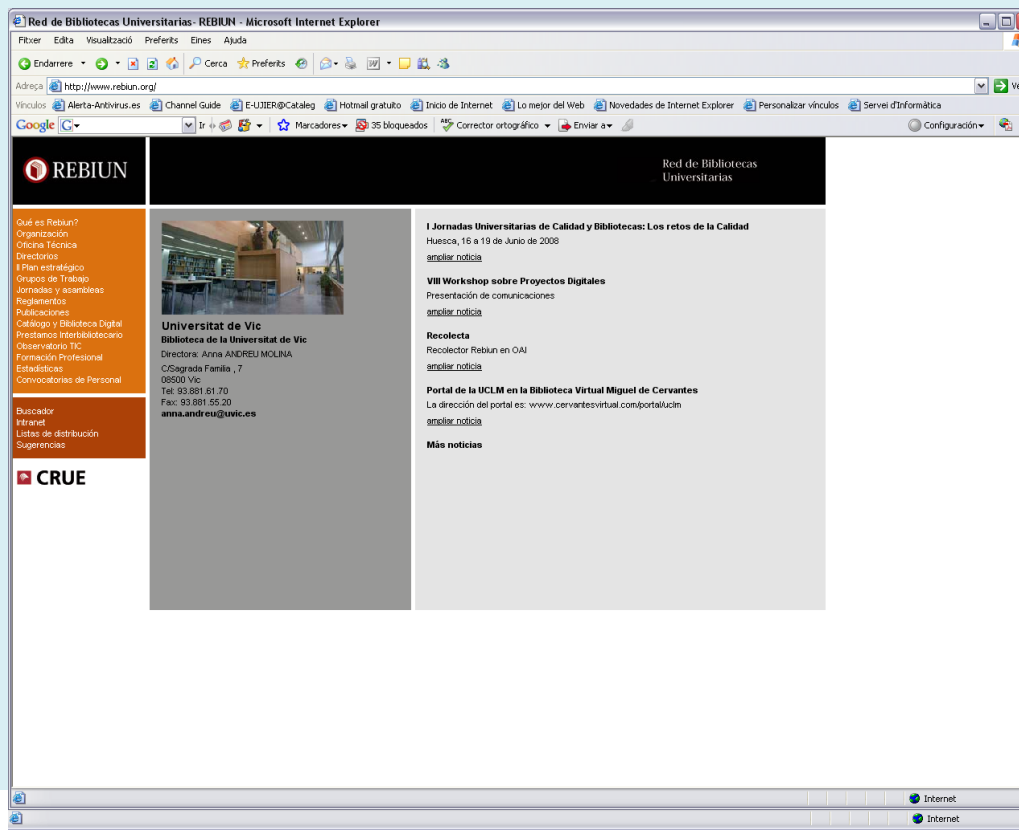 Red de Bibliotecas Universitarias- REBIUN - Microsoft Internet Explorer
Fitxer Edita Visualització Preferits Eines Ajuda
Endarrere Cerca Preferits
Adreça http://www.rebiun.org/
Vínculos Alerta-Antivirus.es Channel Guide E-UJIER@Cataleg Hotmail gratuito Inicio de Internet Lo mejor del Web Novedades de Internet Explorer Personalizar vínculos Servei d'Informàtica
Google G Ir Marcadores 35 bloqueados ABC Corrector ortográfico Enviar a Configuración
REBIUN
Red de Bibliotecas
Universitarias
Qué es Rebiun?
Organización
Oficina Técnica
Directorios
II Plan estratégico
Grupos de Trabajo
Jornadas y asambleas
Reglamentos
Publicaciones
Catálogo y Biblioteca Digital
Prestamos Interbibliotecario
Observatorio TIC
Formación Profesional
Estadísticas
Convocatorias de Personal
Buscador
Intranet
Listas de distribución
Sugerencias
CRUE
Universitat de Vic
Biblioteca de la Universitat de Vic
Directora: Anna ANDREU MOLINA
C/Sagrada Familia , 7
08500 Vic
Tel: 93.881.61.70
Fax: 93.881.55.20
anna.andreu@uvic.es
I Jornadas Universitarias de Calidad y Bibliotecas: Los retos de la Calidad
Huesca, 16 a 19 de Junio de 2008
ampliar noticia
VIII Workshop sobre Proyectos Digitales
Presentación de comunicaciones
ampliar noticia
Recolecta
Recolector Rebiun en OAI
ampliar noticia
Portal de la UCLM en la Biblioteca Virtual Miguel de Cervantes
La dirección del portal es: www.cervantesvirtual.com/portal/uclm
ampliar noticia
Más noticias
Internet
Internet